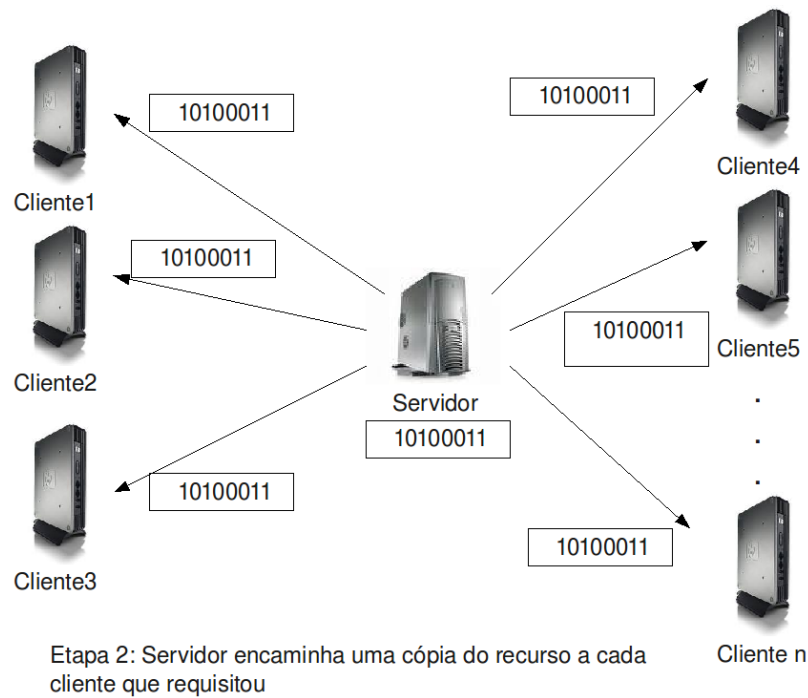 10100011
10100011
Cliente1
Cliente4
10100011
10100011
Cliente2
Cliente5
Servidor
10100011
.
.
.
10100011
10100011
Cliente3
Cliente n
Etapa 2: Servidor encaminha uma cópia do recurso a cada
cliente que requisitou